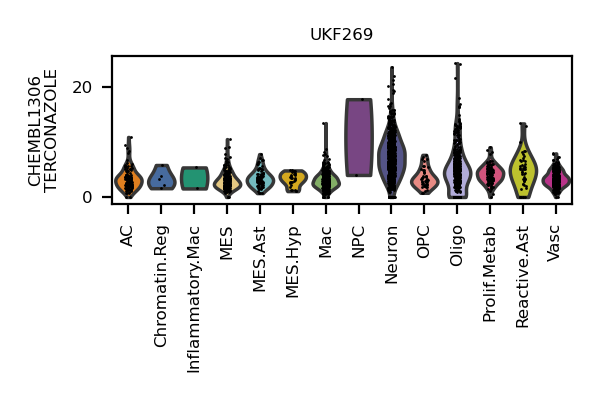 UKF269
CHEMBL1306
TERCONAZOLE
20
0
AC
Chromatin.Reg
Inflammatory.Mac
MES
MES.Ast
MES.Hyp
Mac
NPC
Neuron
OPC
Oligo
Prolif.Metab
Reactive.Ast
Vasc